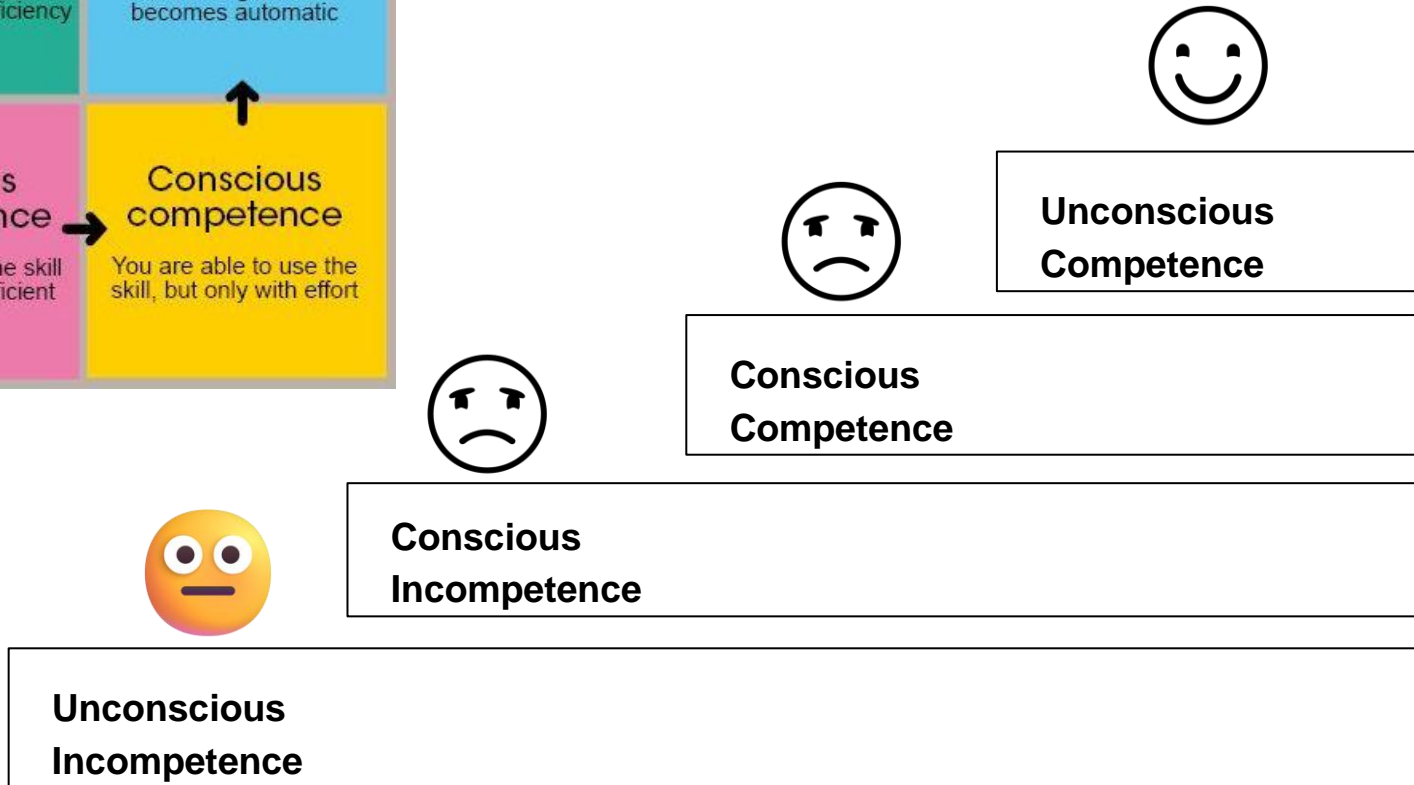 becomes automatic
Conscious
competence
You are able to use the
skill, but only with effort
Unconscious
Competence
Conscious
Competence
Conscious
Incompetence
Unconscious
Incompetence